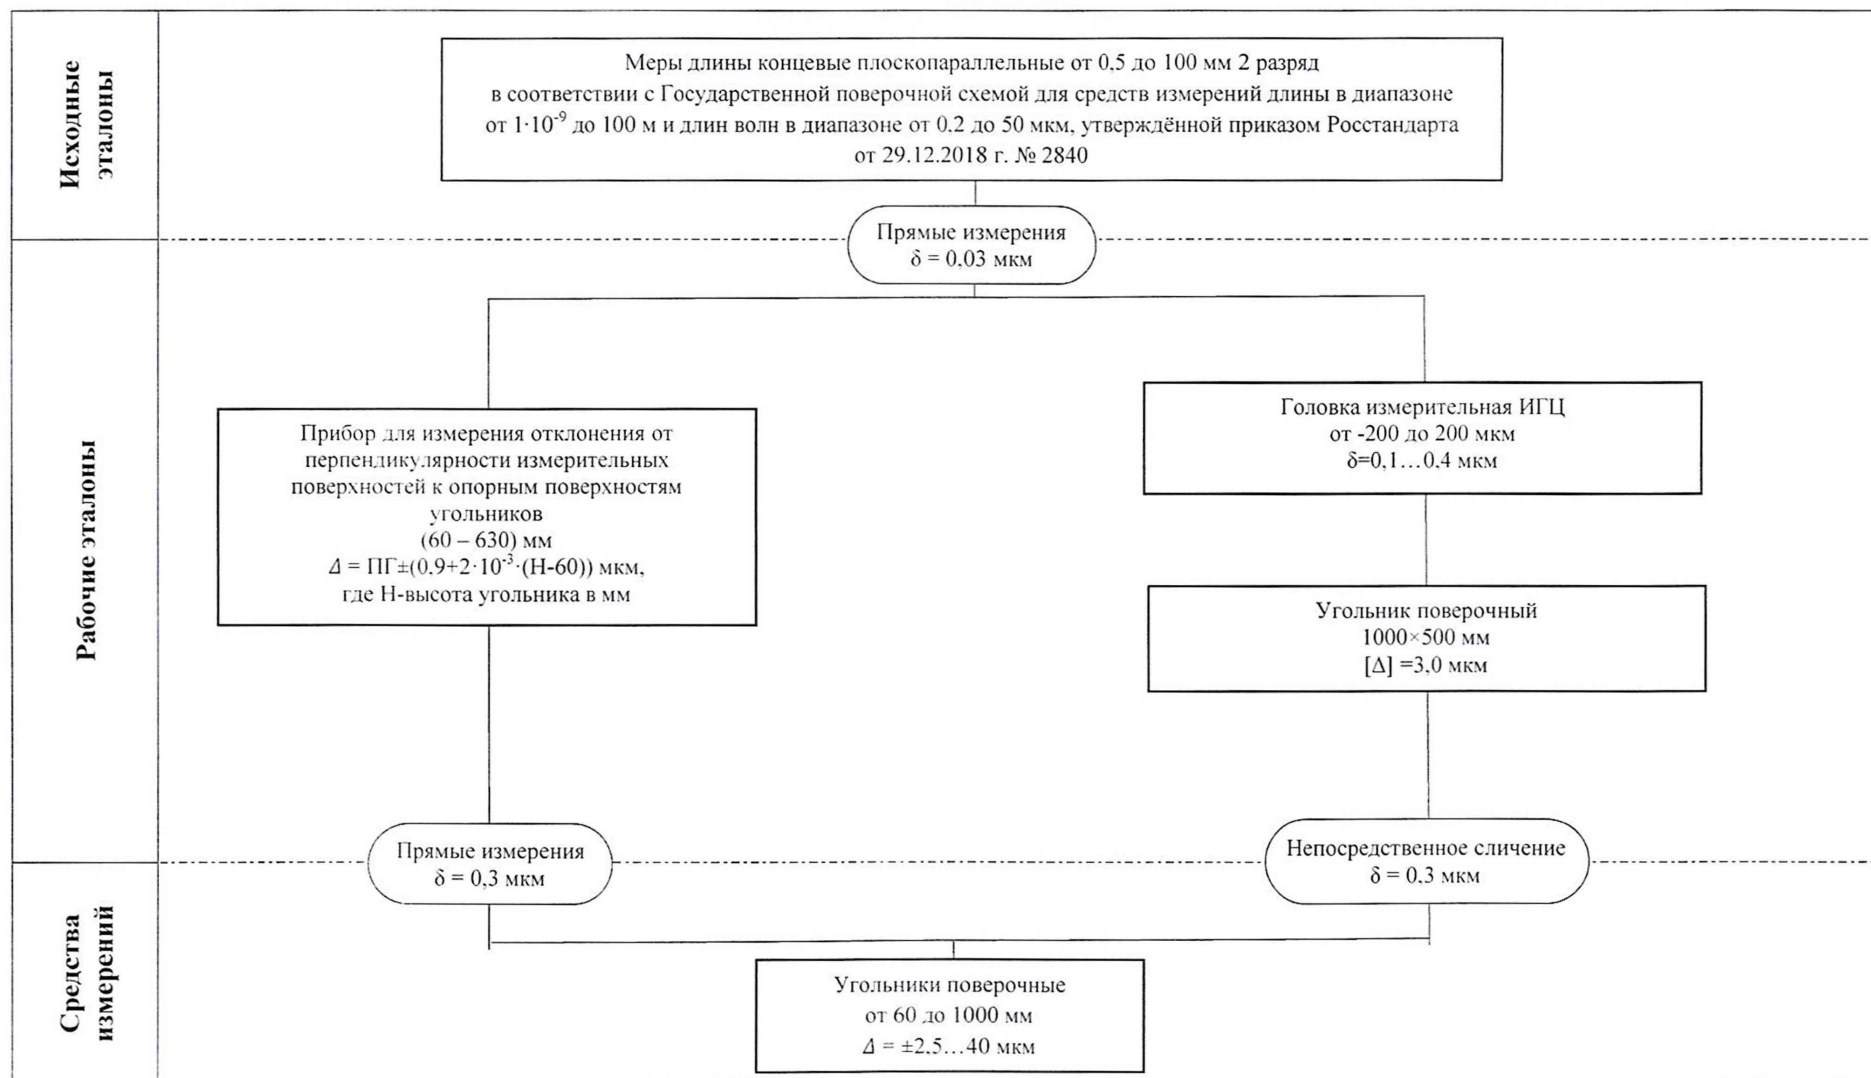 Исходные
эталоны
Меры длины концевые плоскопараллельные от 0,5 до 100 мм 2 разряд
в соответствии с Государственной поверочной схемой для средств измерений длины в диапазоне
от 1·10⁻⁹ до 100 м и длин волн в диапазоне от 0,2 до 50 мкм, утверждённой приказом Росстандарта
от 29.12.2018 г. № 2840
Прямые измерения
δ = 0,03 мкм
Рабочие эталоны
Прибор для измерения отклонения от
перпендикулярности измерительных
поверхностей к опорным поверхностям
угольников
(60 – 630) мм
Δ = ПГ±(0,9+2·10⁻³·(Н-60)) мкм,
где Н-высота угольника в мм
Головка измерительная ИГЦ
от -200 до 200 мкм
δ=0,1…0,4 мкм
Угольник поверочный
1000×500 мм
[Δ] =3,0 мкм
Прямые измерения
δ = 0,3 мкм
Непосредственное сличение
δ = 0,3 мкм
Средства
измерений
Угольники поверочные
от 60 до 1000 мм
Δ = ±2,5…40 мкм